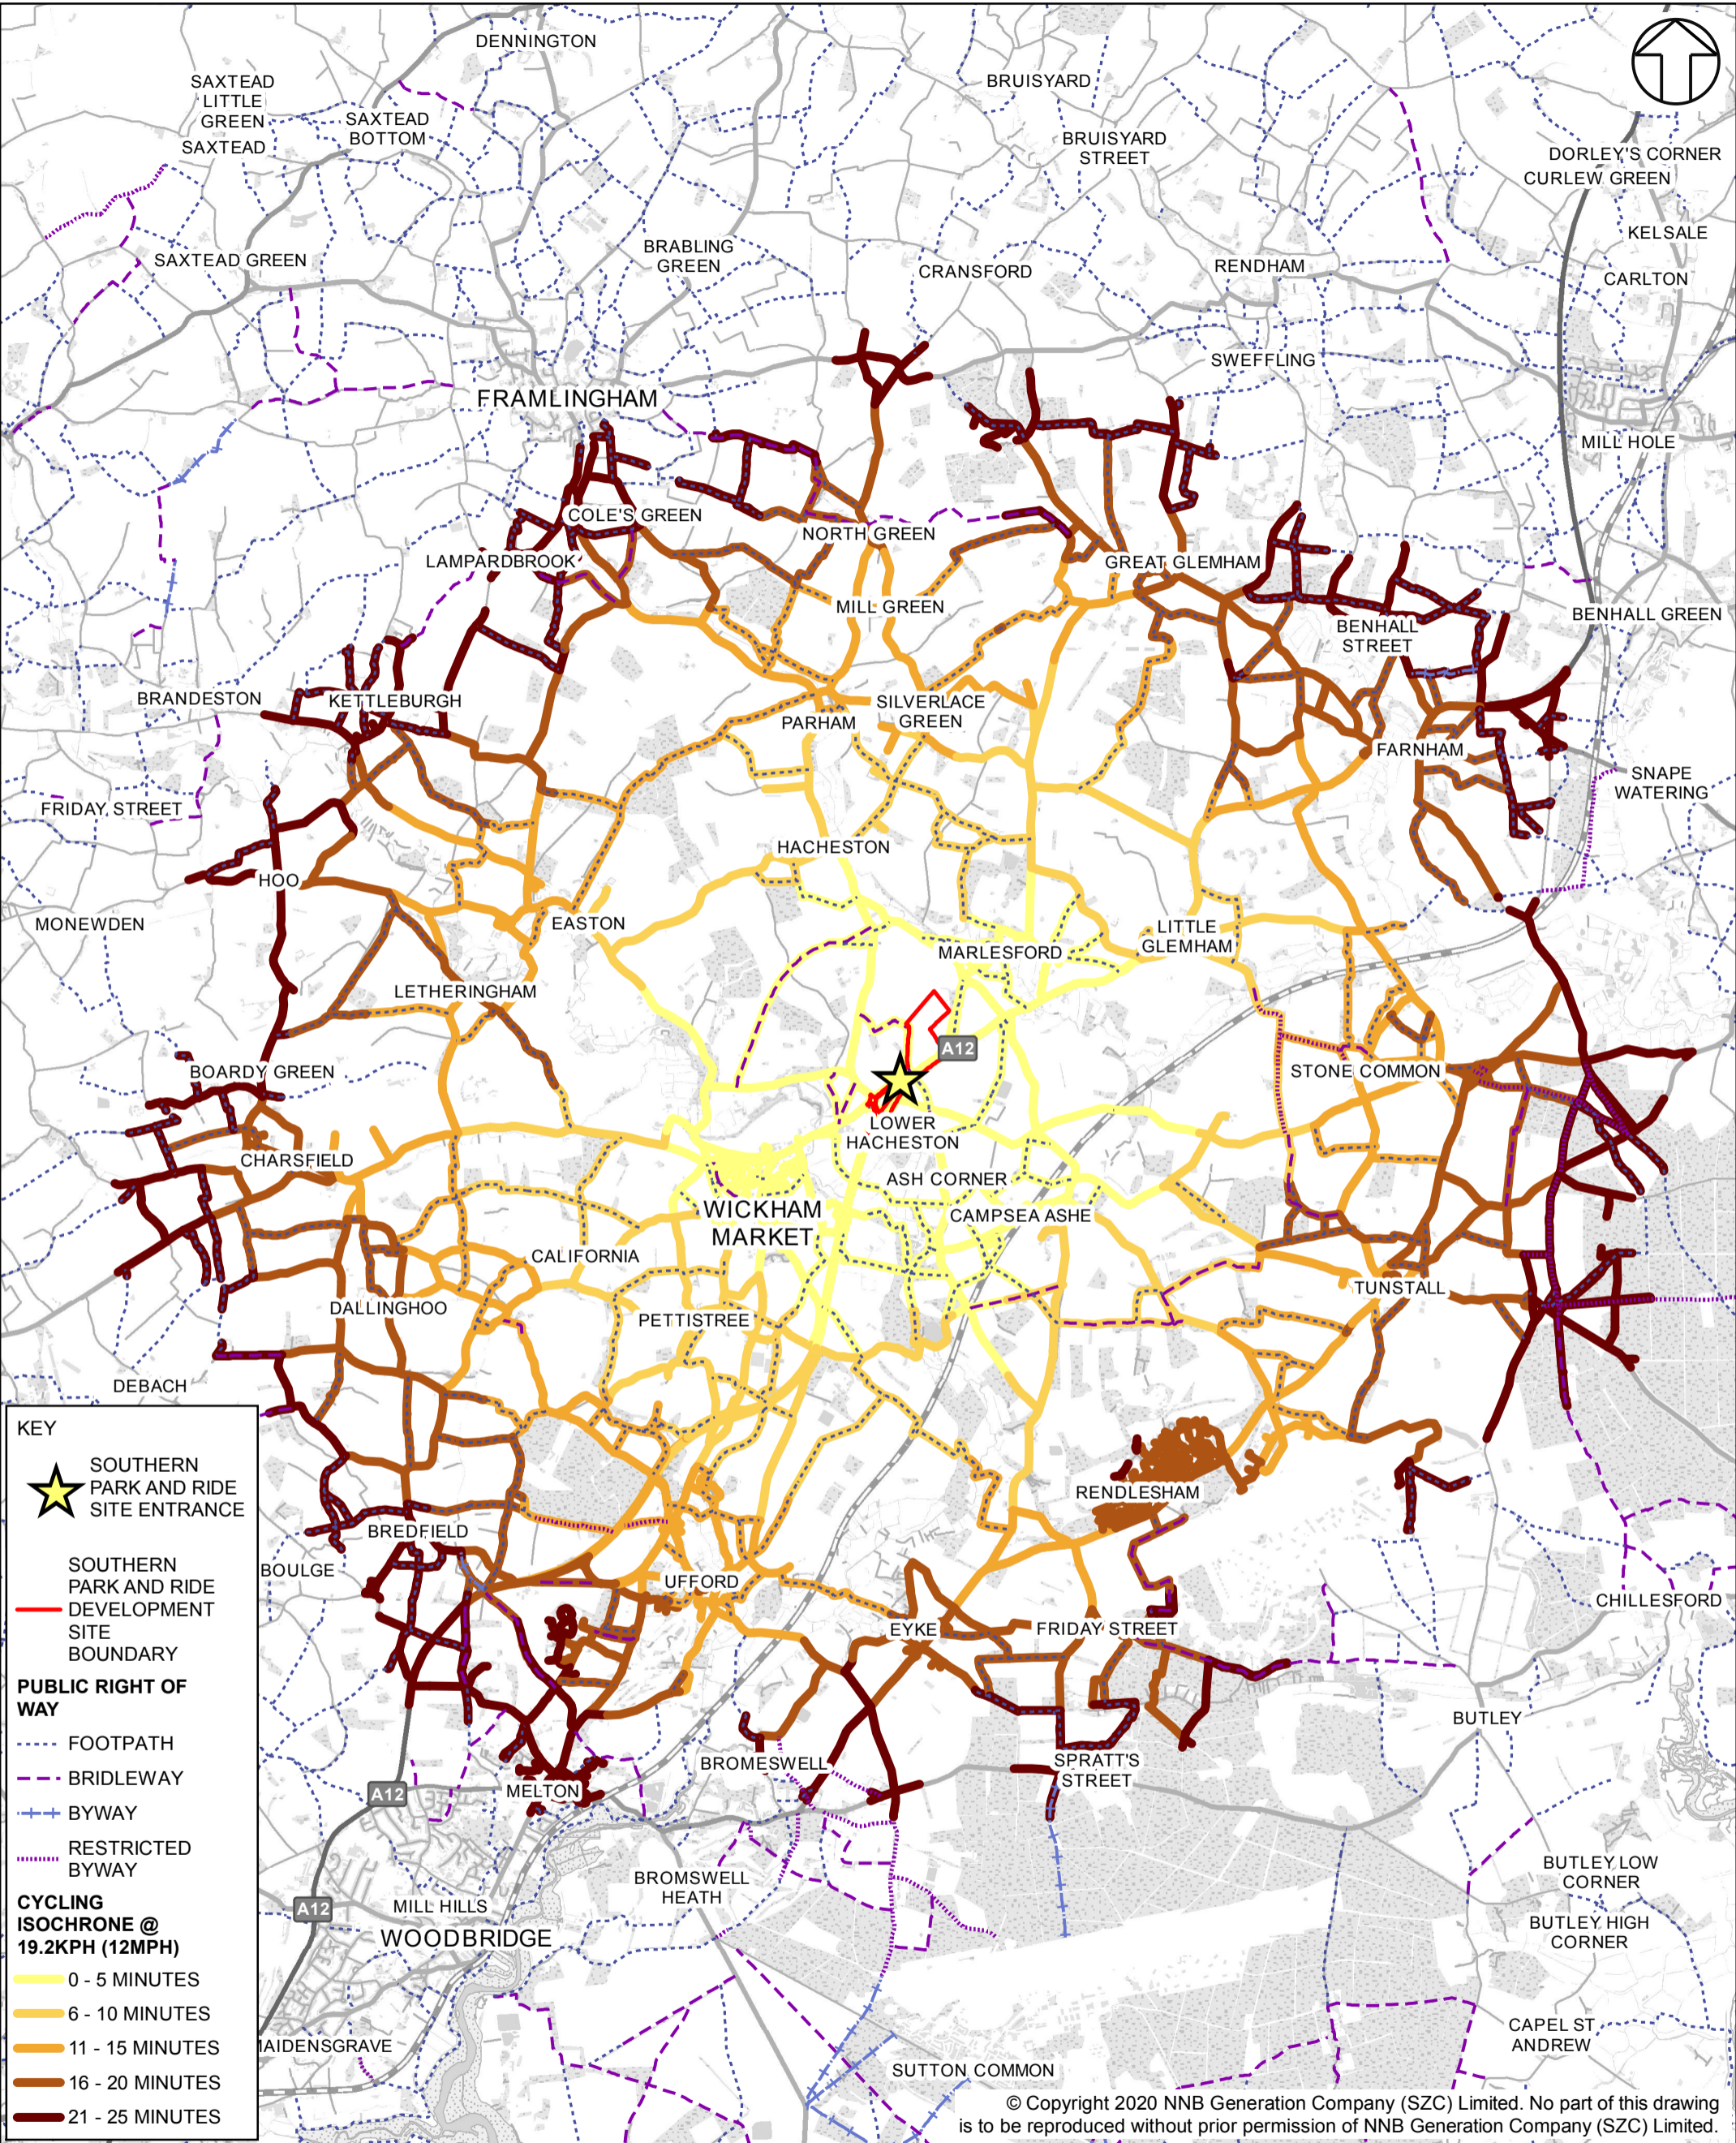 DENNINGTON
SAXTEAD
LITTLE
GREEN
SAXTEAD
SAXTEAD
BOTTOM
BRUISYARD
BRUISYARD
STREET
DORLEY'S CORNER
CURLEW GREEN
KELSALE
CARLTON
SAXTEAD GREEN
BRABLING
GREEN
CRANSFORD
RENDHAM
SWEFFLING
FRAMLINGHAM
MILL HOLE
COLE'S GREEN
NORTH GREEN
LAMPARDBROOK
GREAT GLEMHAM
MILL GREEN
BENHALL GREEN
BENHALL
STREET
BRANDESTON
KETTLEBURGH
SILVERLACE
GREEN
PARHAM
FARNHAM
SNAPE
WATERING
FRIDAY STREET
HACHESTON
HOO
MONEWDEN
EASTON
LITTLE
GLEMHAM
MARLESFORD
LETHERINGHAM
A12
BOARDY GREEN
STONE COMMON
LOWER
HACHESTON
CHARSFIELD
ASH CORNER
WICKHAM
MARKET
CAMPSEA ASHE
CALIFORNIA
TUNSTALL
DALLINGHOO
PETTISTREE
DEBACH
RENDLESHAM
BREDFIELD
BOULGE
UFFORD
CHILLESFORD
EYKE
FRIDAY STREET
BUTLEY
BROMESWELL
SPRATT'S
STREET
MELTON
A12
BROMSWELL
HEATH
BUTLEY LOW
CORNER
A12
MILL HILLS
WOODBRIDGE
BUTLEY HIGH
CORNER
CAPEL ST
ANDREW
MAIDENSGRAVE
SUTTON COMMON
KEY
SOUTHERN
PARK AND RIDE
SITE ENTRANCE
SOUTHERN
PARK AND RIDE
DEVELOPMENT
SITE
BOUNDARY
PUBLIC RIGHT OF
WAY
FOOTPATH
BRIDLEWAY
BYWAY
RESTRICTED
BYWAY
CYCLING
ISOCHRONE @
19.2KPH (12MPH)
0 - 5 MINUTES
6 - 10 MINUTES
11 - 15 MINUTES
16 - 20 MINUTES
21 - 25 MINUTES
© Copyright 2020 NNB Generation Company (SZC) Limited. No part of this drawing
is to be reproduced without prior permission of NNB Generation Company (SZC) Limited.